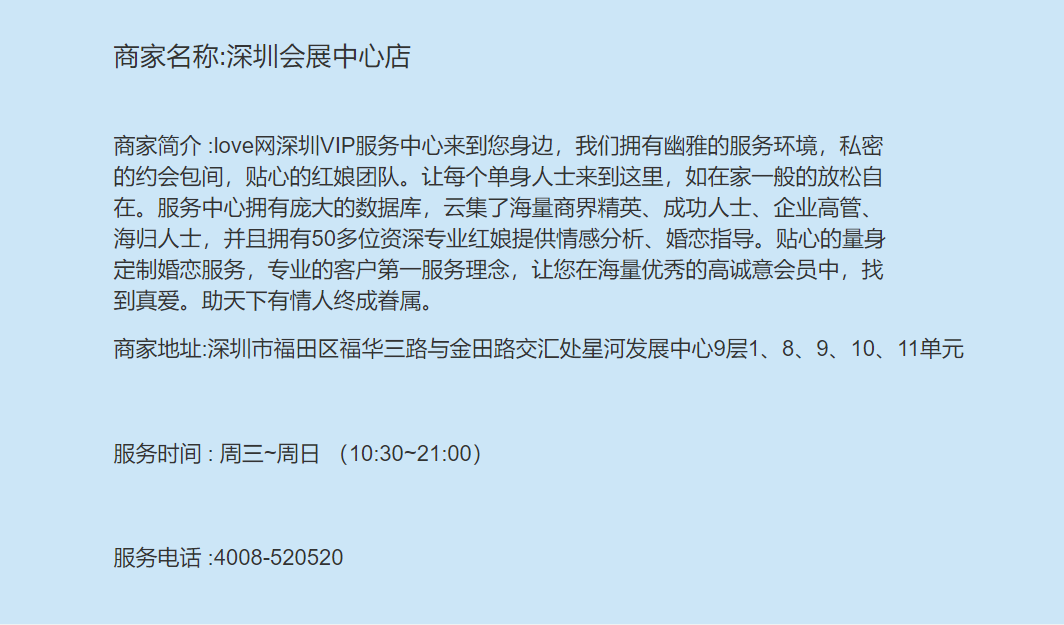 商家名称:深圳会展中心店
商家简介 :love网深圳VIP服务中心来到您身边，我们拥有幽雅的服务环境，私密
的约会包间，贴心的红娘团队。让每个单身人士来到这里，如在家一般的放松自
在。服务中心拥有庞大的数据库，云集了海量商界精英、成功人士、企业高管、
海归人士，并且拥有50多位资深专业红娘提供情感分析、婚恋指导。贴心的量身
定制婚恋服务，专业的客户第一服务理念，让您在海量优秀的高诚意会员中，找
到真爱。助天下有情人终成眷属。
商家地址:深圳市福田区福华三路与金田路交汇处星河发展中心9层1、8、9、10、11单元
服务时间 : 周三~周日 （10:30~21:00）
服务电话 :4008-520520